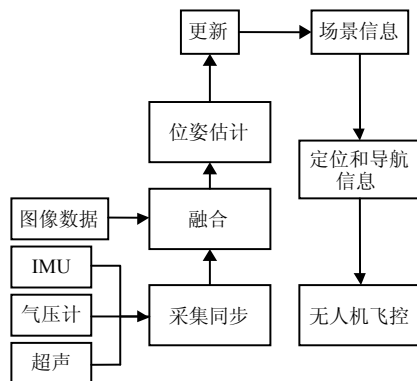 更新
场景信息
位姿估计
定位和导航
信息
图像数据
融合
IMU
气压计
采集同步
无人机飞控
超声